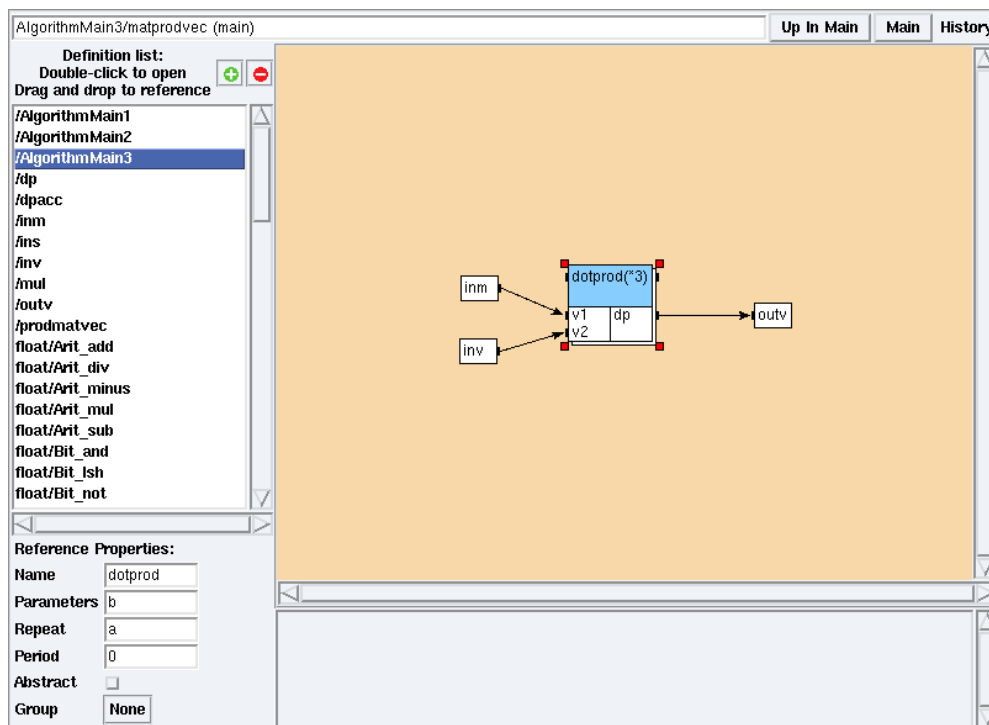 AlgorithmMain3/matprodvec (main)
Up In Main
Main
History
Definition list:
Double-click to open
Drag and drop to reference
/AlgorithmMain1
/AlgorithmMain2
/AlgorithmMain3
/dp
/dpacc
/inm
/ins
/inv
/mul
/outv
/prodmatvec
float/Arit_add
float/Arit_div
float/Arit_minus
float/Arit_mul
float/Arit_sub
float/Bit_and
float/Bit_lsh
float/Bit_not
inm
inv
dotprod(*3)
v1 dp
v2
outv
Reference Properties:
Name dotprod
Parameters b
Repeat a
Period 0
Abstract
Group None